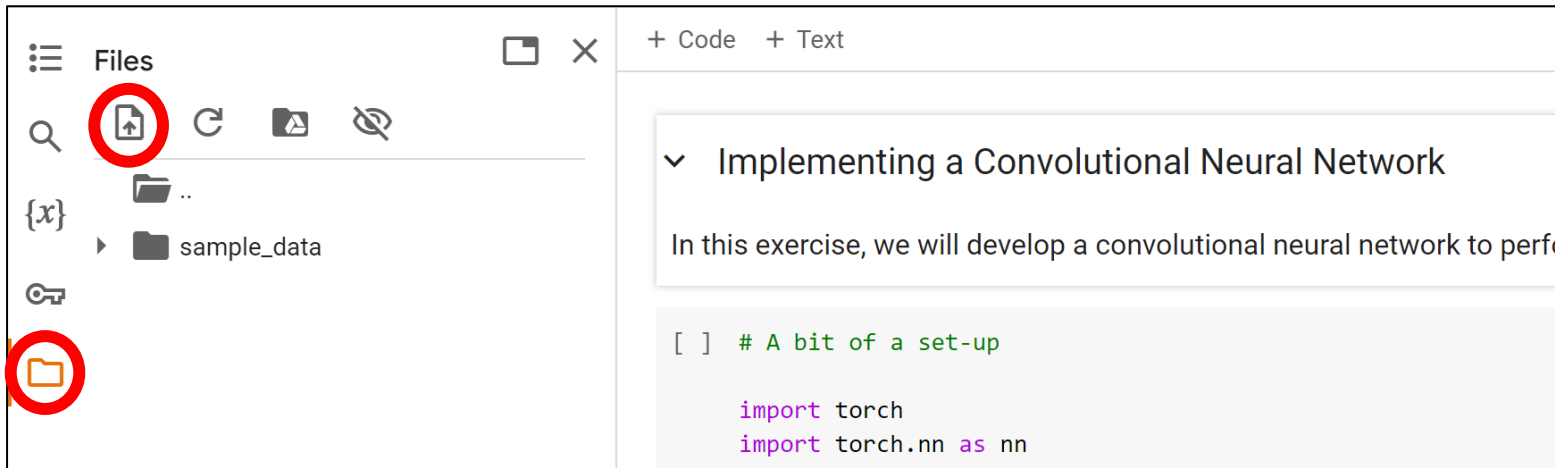 Files
{x}
..
sample_data
+ Code + Text
Implementing a Convolutional Neural Network
In this exercise, we will develop a convolutional neural network to
[ ] # A bit of a set-up
import torch
import torch.nn as nn